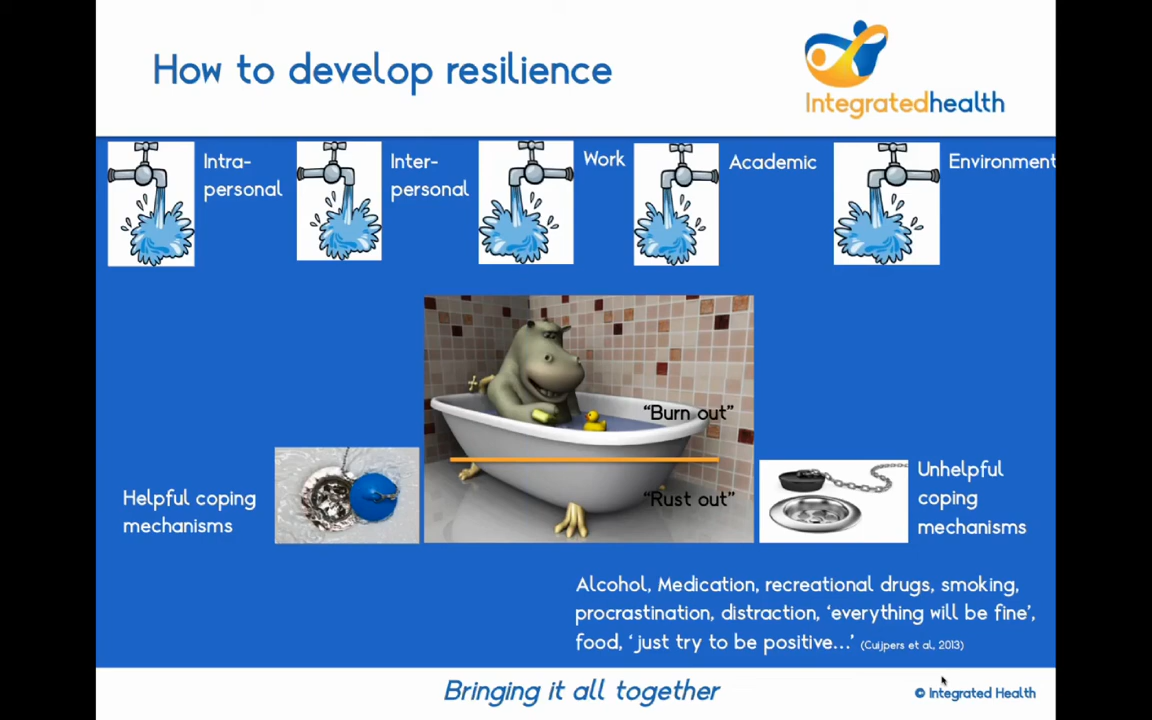 How to develop resilience
Integratedhealth
Intra-
personal
Inter-
personal
Work
Academic
Environment
"Burn out"
"Rust out"
Helpful coping
mechanisms
Unhelpful
coping
mechanisms
Alcohol, Medication, recreational drugs, smoking,
procrastination, distraction, 'everything will be fine',
food, 'just try to be positive...' (Cuijpers et al, 2013)
Bringing it all together
© Integrated Health